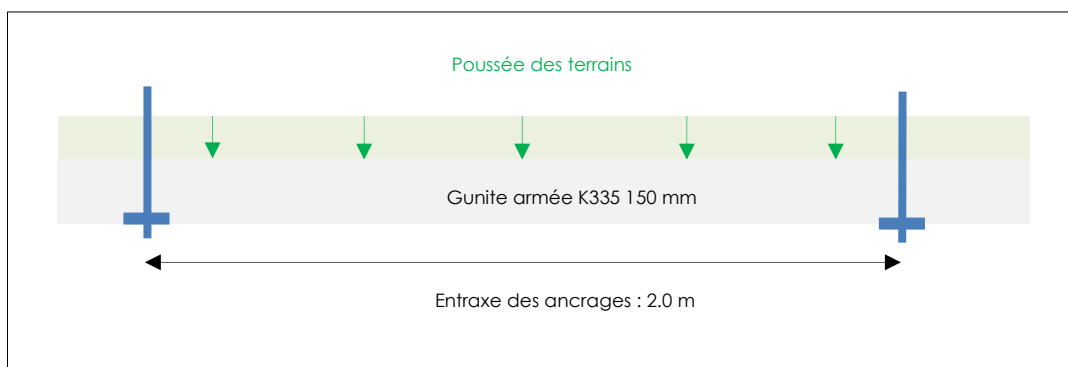 Poussée des terrains
Gunite armée K335 150 mm
Entraxe des ancrages : 2.0 m